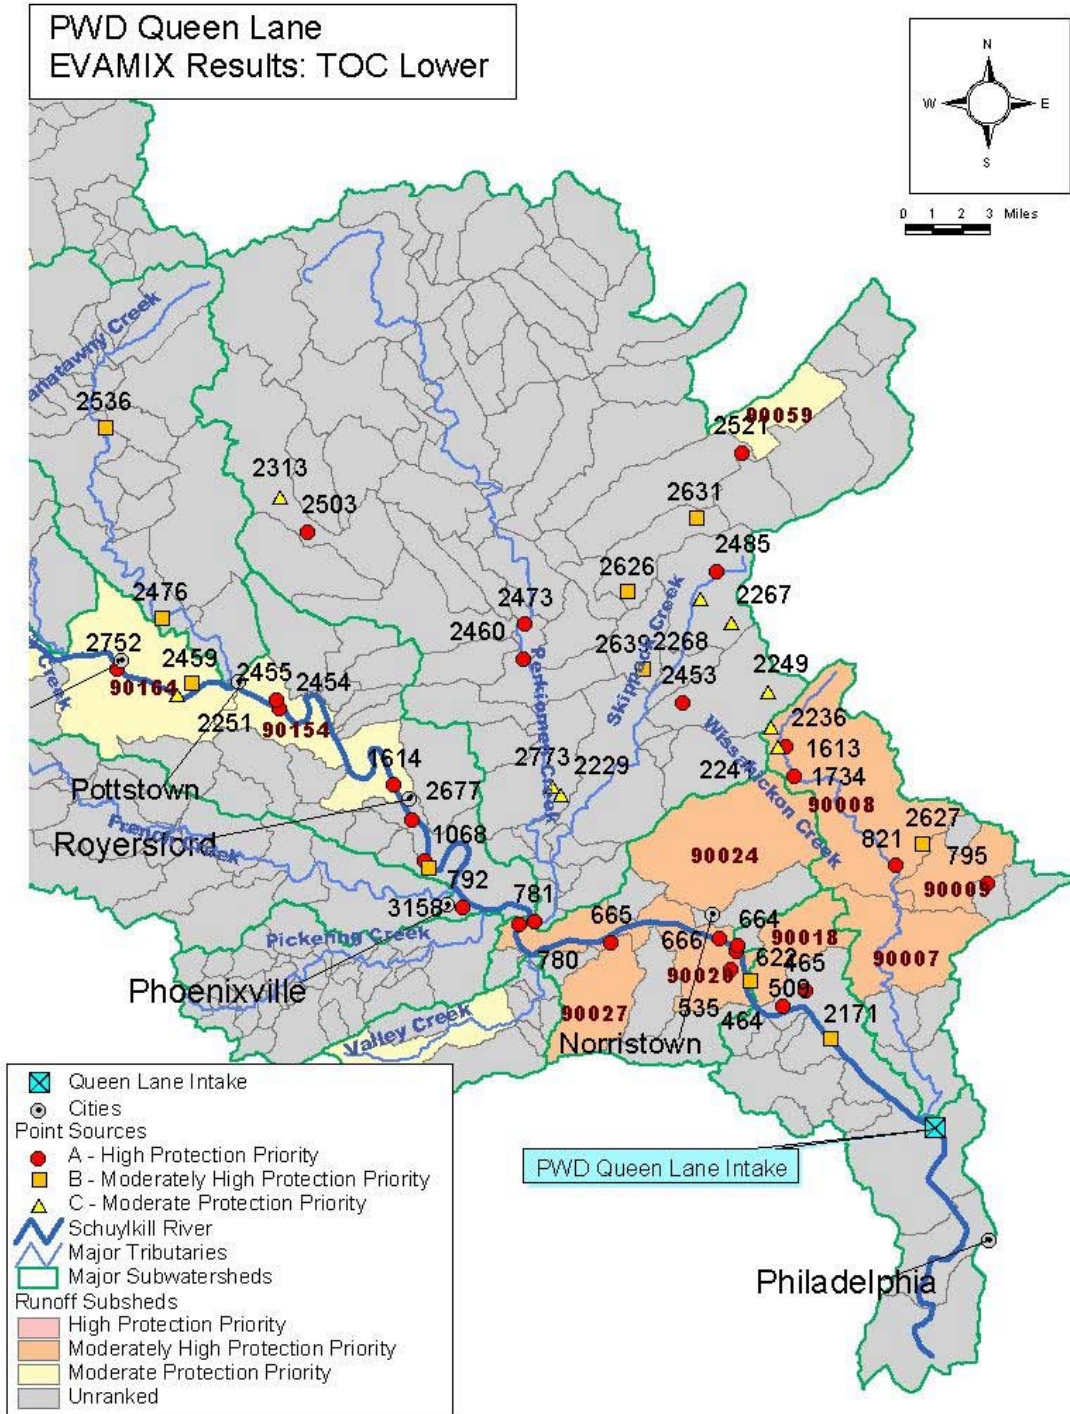 PWD Queen Lane
EVAMIX Results: TOC Lower
N
W
E
S
0 1 2 3 Miles
anatawny Creek
2536
90059
2521
2313
2503
2631
2485
2626
2267
2473
2476
2460
2639
2268
Skippack Creek
2752
2459
2455
2454
2453
2249
90164
Perkiomen Creek
Creek
2251
90154
2236
1613
Wissahickon Creek
1614
2773
2229
224
1734
Pottstown
2677
90008
2627
Royersford
French Creek
1068
821
795
90024
792
90009
3158
781
665
664
Pickering Creek
666
90018
780
622
465
90007
90020
Phoenixville
535
509
464
2171
90027
Valley Creek
Norristown
Queen Lane Intake
Cities
Point Sources
A - High Protection Priority
B - Moderately High Protection Priority
C - Moderate Protection Priority
Schuylkill River
Major Tributaries
Major Subwatersheds
Runoff Subsheds
High Protection Priority
Moderately High Protection Priority
Moderate Protection Priority
Unranked
PWD Queen Lane Intake
Philadelphia